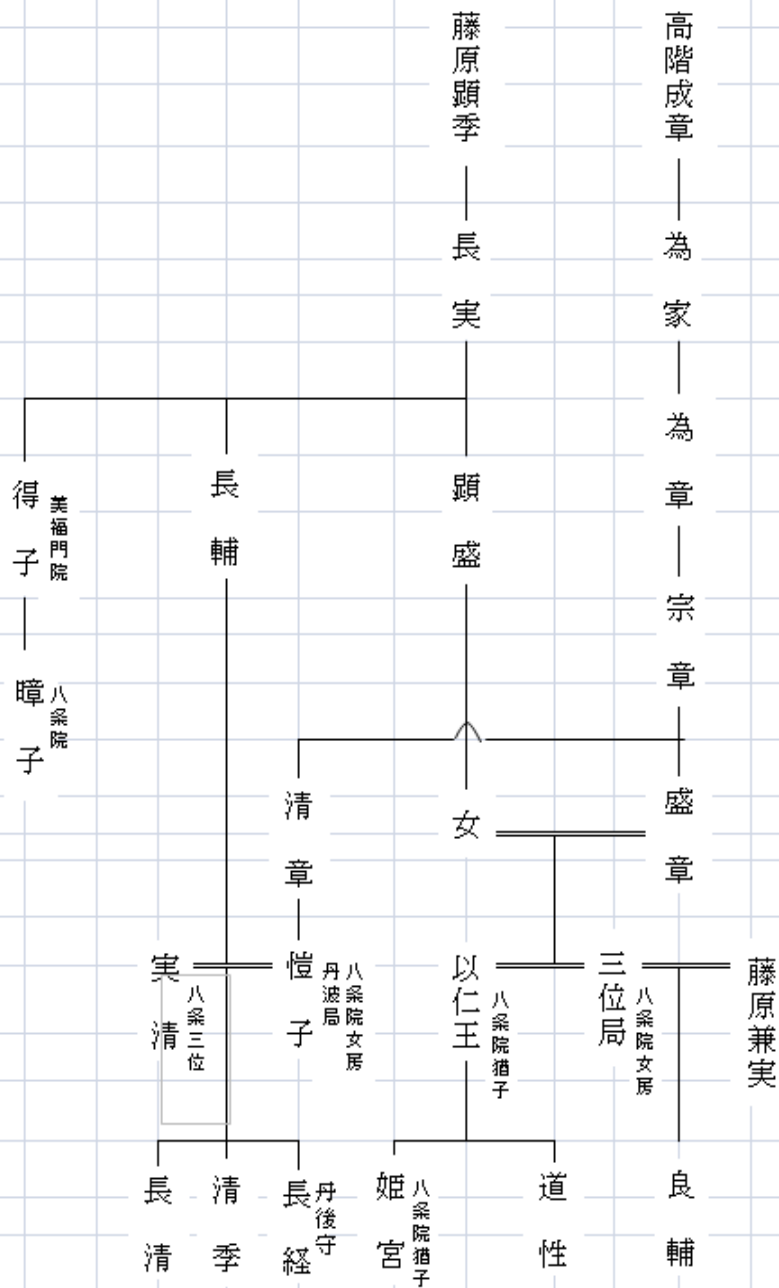 高階成章
為家
為章
宗章
盛章
藤原兼実
三位局
八条院女房
良輔
藤原顕季
長実
顕盛
女
以仁王
八条院猶子
道性
姫宮
八条院猶子
清章
愷子
八条院女房
丹波局
長輔
実清
八条三位
長経
丹後守
清季
長清
得子
美福門院
暲子
八条院